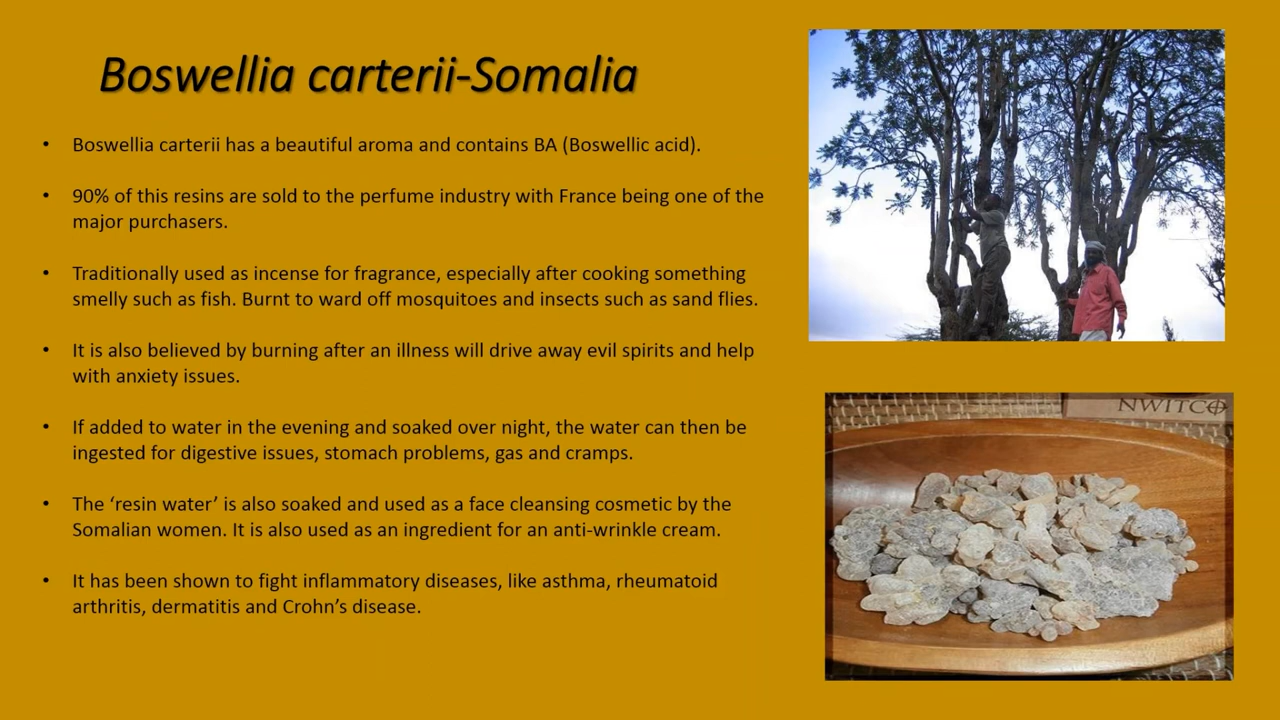 Boswellia carterii-Somalia
• Boswellia carterii has a beautiful aroma and contains BA (Boswellic acid).
• 90% of this resins are sold to the perfume industry with France being one of the
major purchasers.
• Traditionally used as incense for fragrance, especially after cooking something
smelly such as fish. Burnt to ward off mosquitoes and insects such as sand flies.
• It is also believed by burning after an illness will drive away evil spirits and help
with anxiety issues.
• If added to water in the evening and soaked over night, the water can then be
ingested for digestive issues, stomach problems, gas and cramps.
• The ‘resin water’ is also soaked and used as a face cleansing cosmetic by the
Somalian women. It is also used as an ingredient for an anti-wrinkle cream.
• It has been shown to fight inflammatory diseases, like asthma, rheumatoid
arthritis, dermatitis and Crohn’s disease.
NWITCO